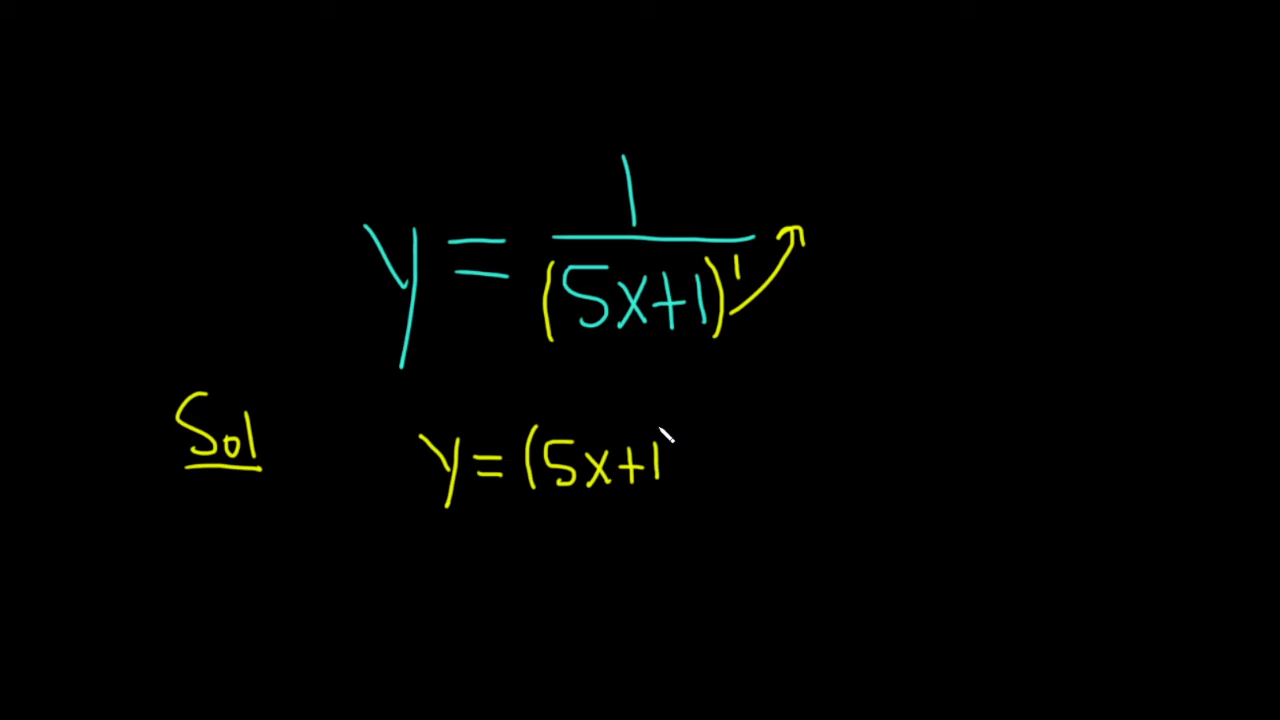 y = 1/(5x+1)^1
Sol y = (5x+1